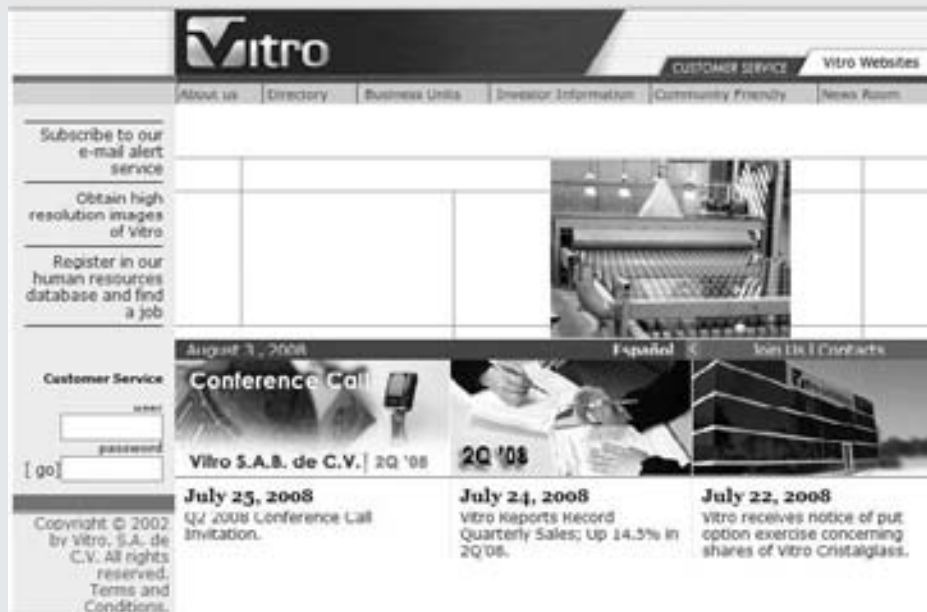 Vitro
CUSTOMER SERVICE
Vitro Websites
About us
Directory
Business Units
Investor Information
Community Friendly
News Room
Subscribe to our
e-mail alert
service
Obtain high
resolution images
of Vitro
Register in our
human resources
database and find
a job
August 3 , 2008
Español
Join Us | Contacts
Customer Service
user
password
[ go]
Conference Call
Vitro S.A.B. de C.V.| 2Q '08
2Q '08
July 25, 2008
Q2 2008 Conference Call
Invitation.
July 24, 2008
Vitro Reports Record
Quarterly Sales; Up 14.5% in
2Q'08.
July 22, 2008
Vitro receives notice of put
option exercise concerning
shares of Vitro Cristalglass.
Copyright © 2002
by Vitro, S.A. de
C.V. All rights
reserved.
Terms and
Conditions.